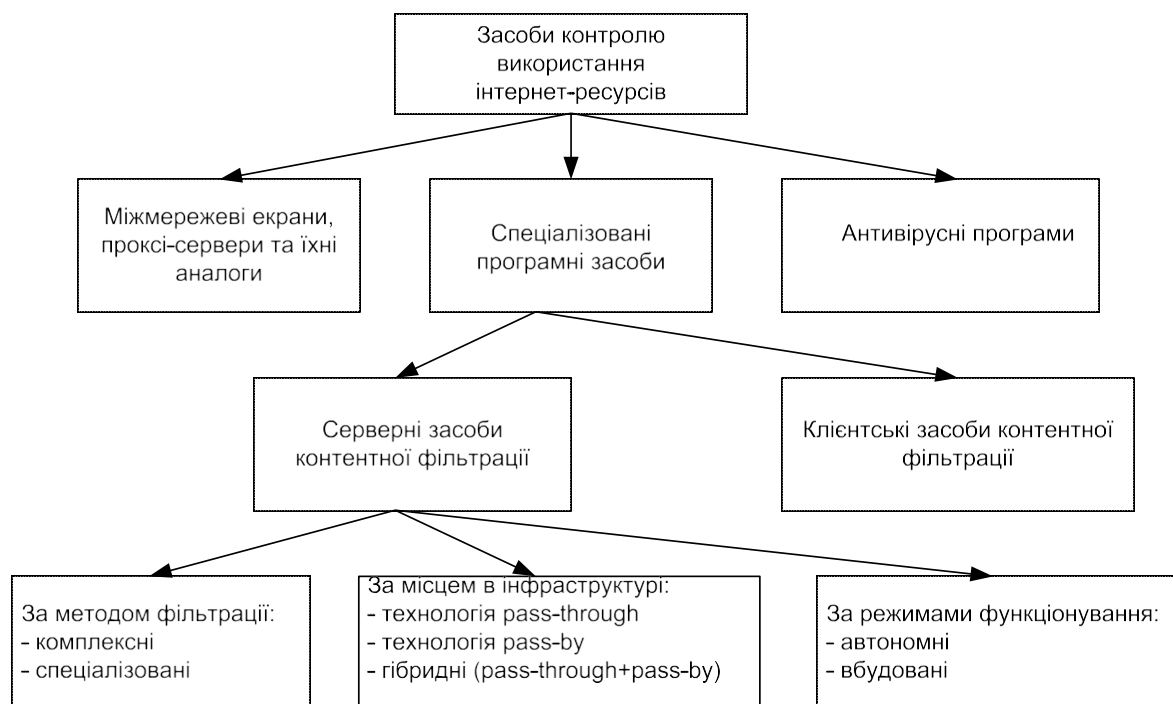 Засоби контролю
використання
інтернет-ресурсів
Міжмережеві екрани,
проксі-сервери та їхні
аналоги
Спеціалізовані
програмні засоби
Антивірусні програми
Серверні засоби
контентної фільтрації
Клієнтські засоби контентної
фільтрації
За методом фільтрації:
- комплексні
- спеціалізовані
За місцем в інфраструктурі:
- технологія pass-through
- технологія pass-by
- гібридні (pass-through+pass-by)
За режимами функціонування:
- автономні
- вбудовані